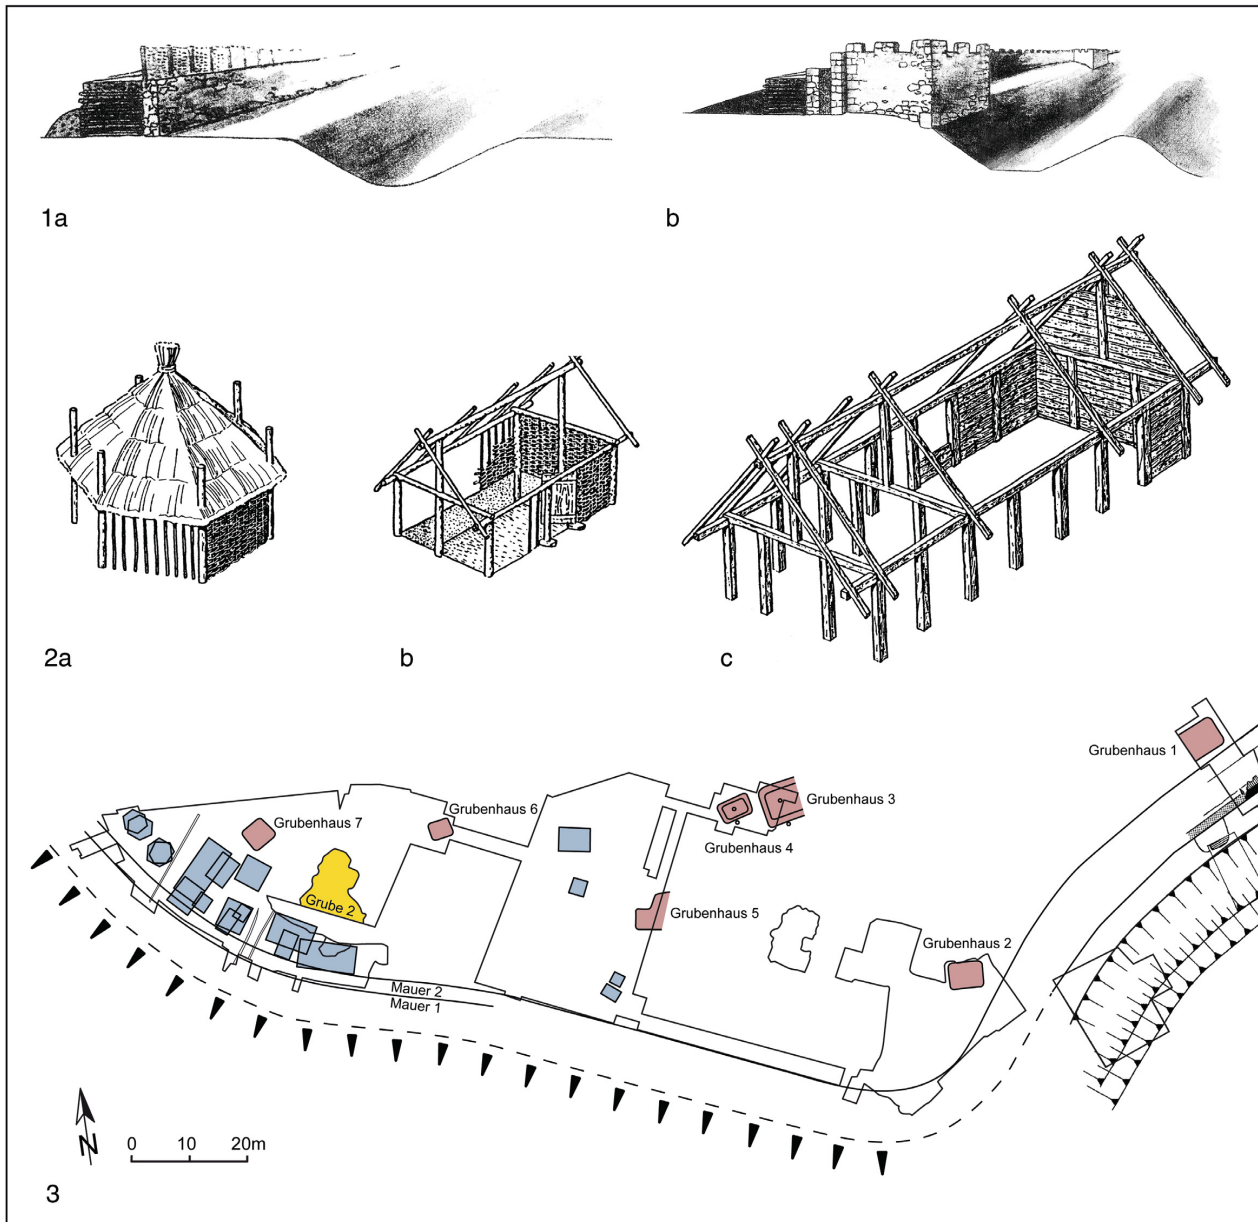 1a
b
2a
b
c
Grubenhaus 1
Grubenhaus 6
Grubenhaus 3
Grubenhaus 7
Grubenhaus 4
Grube 2
Grubenhaus 5
Grubenhaus 2
Mauer 2
Mauer 1
N
0 10 20m
3